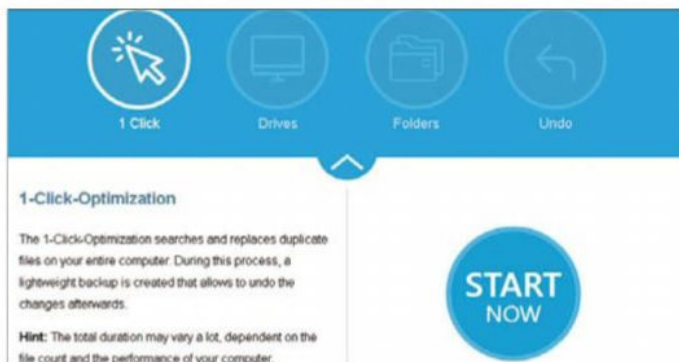 1 Click
Drives
Folders
Undo
1-Click-Optimization
The 1-Click-Optimization searches and replaces duplicate
files on your entire computer. During this process, a
lightweight backup is created that allows to undo the
changes afterwards.
Hint: The total duration may vary a lot, dependent on the
file count and the performance of your computer.
START
NOW